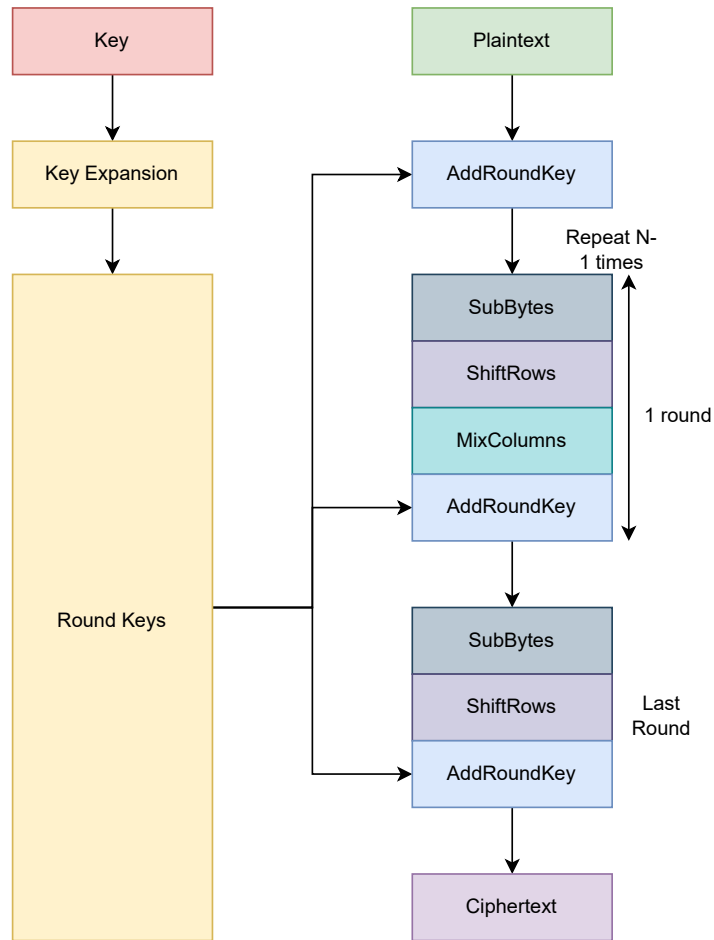 Key
Plaintext
Key Expansion
AddRoundKey
Repeat N-
1 times
SubBytes
ShiftRows
1 round
MixColumns
AddRoundKey
Round Keys
SubBytes
ShiftRows
Last
Round
AddRoundKey
Ciphertext